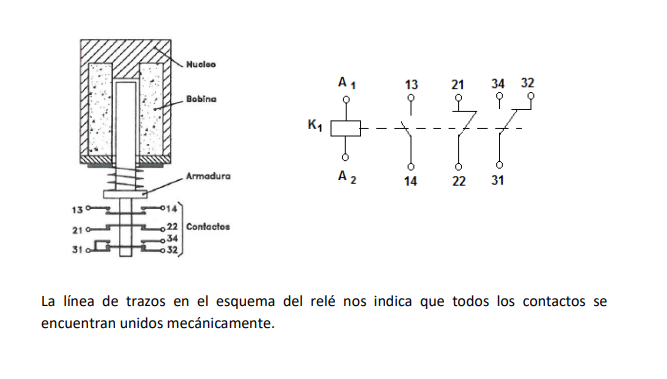 Nucleo
Bobina
Armadura
13 14
21 22 Contactos
34
31 32
A 1 13 21 34 32
K1
A 2 14 22 31
La línea de trazos en el esquema del relé nos indica que todos los contactos se
encuentran unidos mecánicamente.